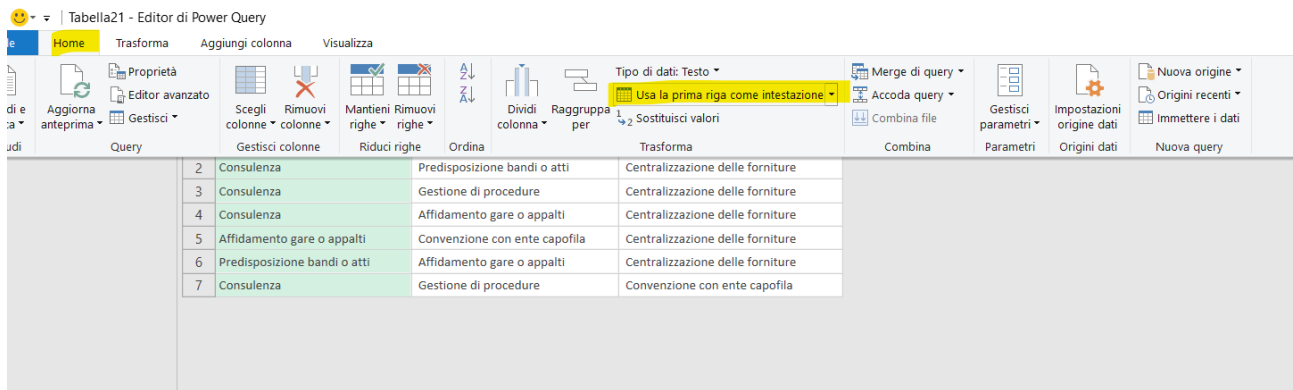 Tabella21 - Editor di Power Query
Home Trasforma Aggiungi colonna Visualizza
Aggiorna anteprima
Proprietà
Editor avanzato
Gestisci
Query
Scegli colonne
Rimuovi colonne
Gestisci colonne
Mantieni righe
Rimuovi righe
Riduci righe
Ordina
Dividi colonna
Raggruppa per
Tipo di dati: Testo
Usa la prima riga come intestazione
Sostituisci valori
Trasforma
Merge di query
Accoda query
Combina file
Combina
Gestisci parametri
Parametri
Impostazioni origine dati
Origini dati
Nuova origine
Origini recenti
Immettere i dati
Nuova query
2 Consulenza Predisposizione bandi o atti Centralizzazione delle forniture
3 Consulenza Gestione di procedure Centralizzazione delle forniture
4 Consulenza Affidamento gare o appalti Centralizzazione delle forniture
5 Affidamento gare o appalti Convenzione con ente capofila Centralizzazione delle forniture
6 Predisposizione bandi o atti Affidamento gare o appalti Centralizzazione delle forniture
7 Consulenza Gestione di procedure Convenzione con ente capofila